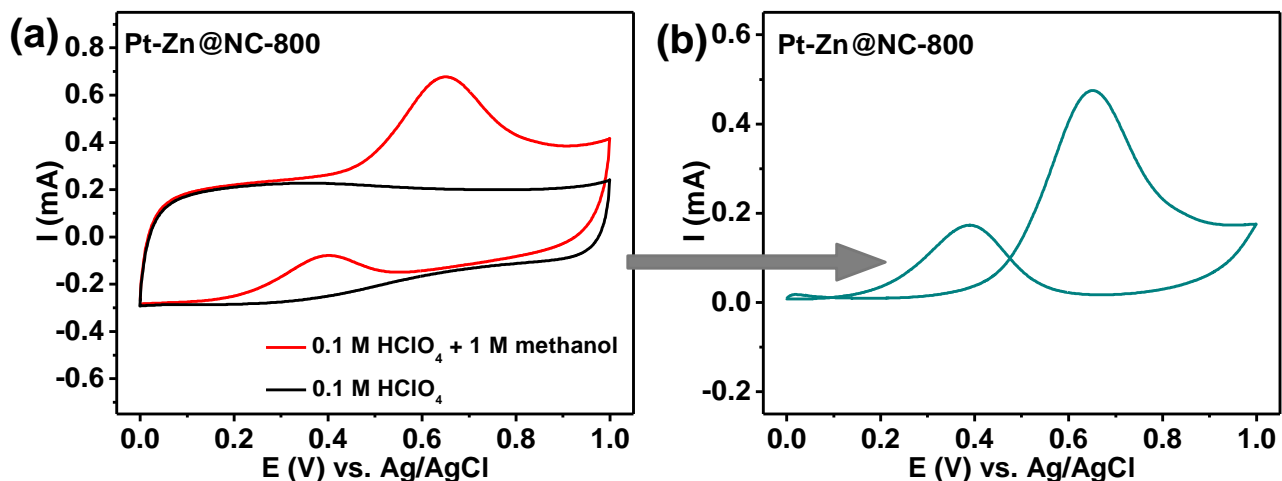 (a)
Pt-Zn@NC-800
I (mA)
0.8
0.6
0.4
0.2
0.0
-0.2
-0.4
-0.6
0.1 M HClO₄ + 1 M methanol
0.1 M HClO₄
0.0 0.2 0.4 0.6 0.8 1.0
E (V) vs. Ag/AgCl
(b)
Pt-Zn@NC-800
I (mA)
0.6
0.4
0.2
0.0
-0.2
0.0 0.2 0.4 0.6 0.8 1.0
E (V) vs. Ag/AgCl